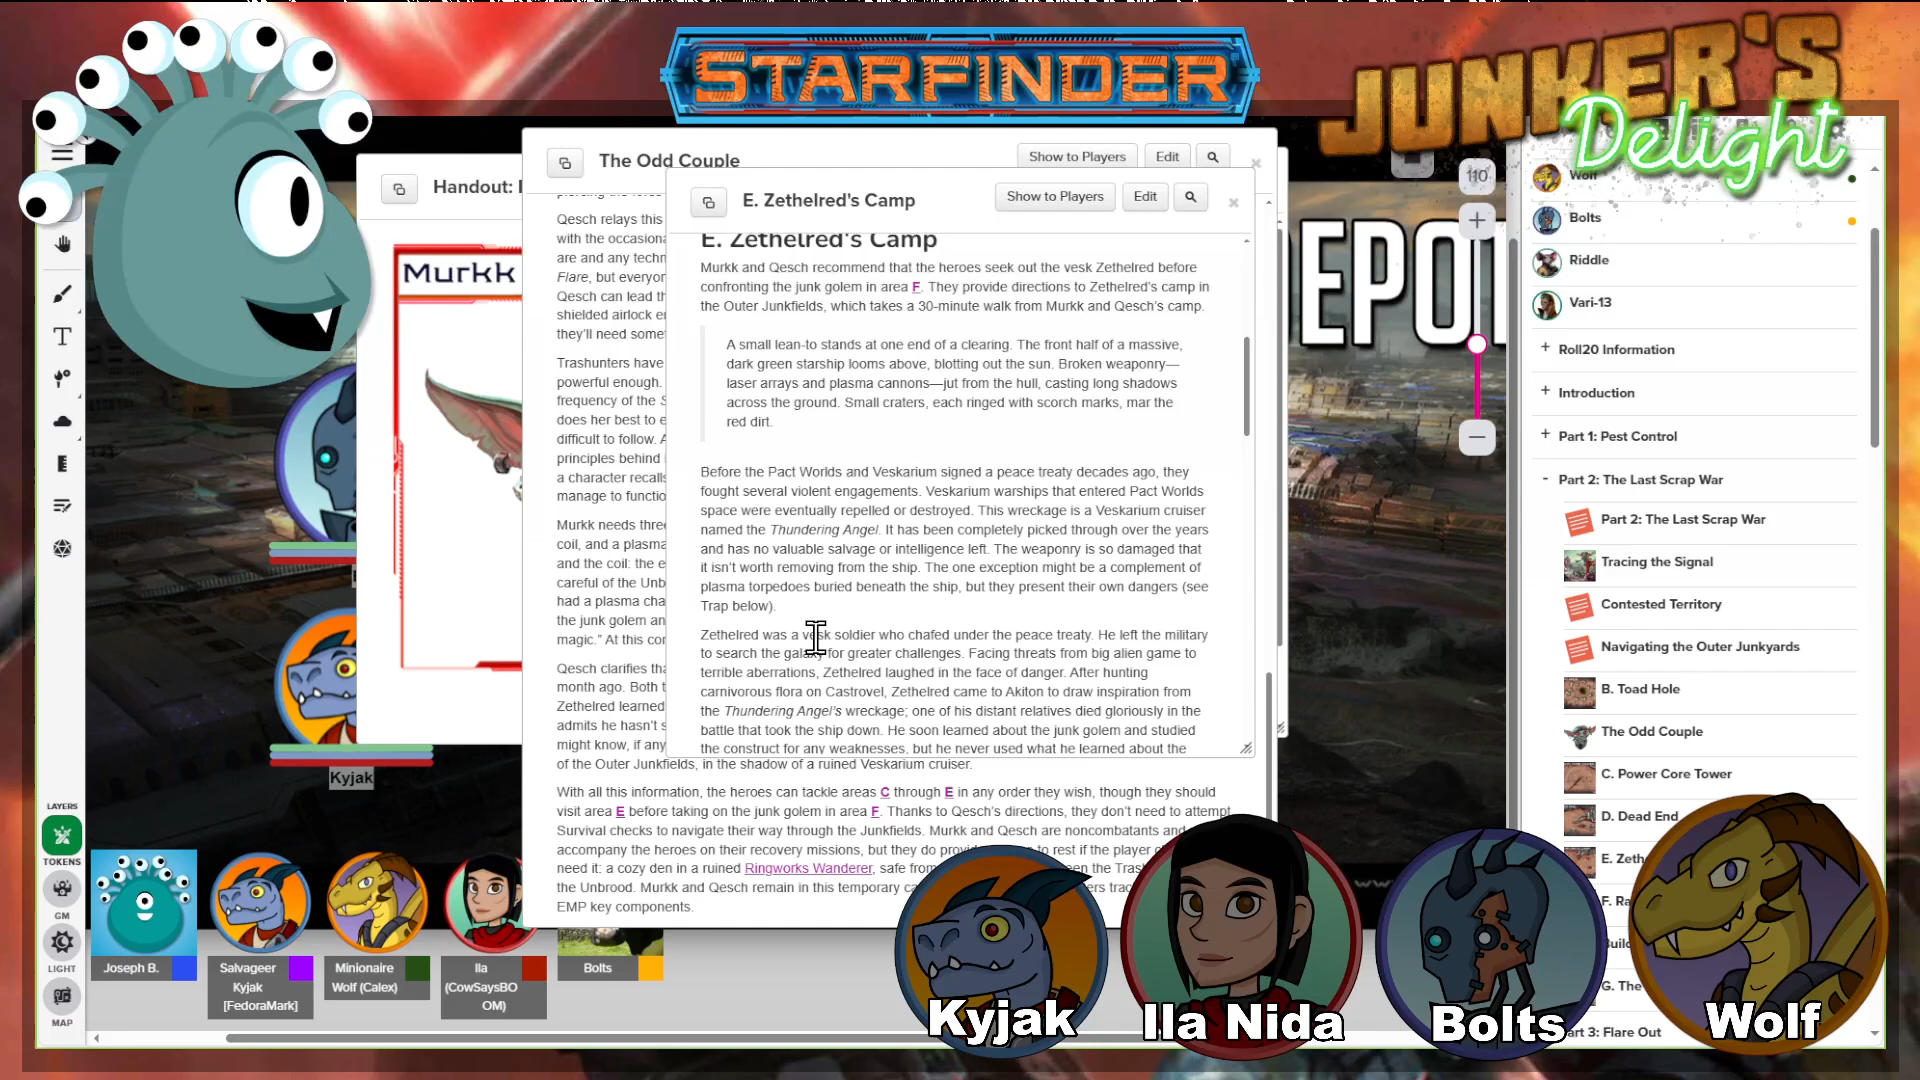 STARFINDER
JUNKER'S
Delight
The Odd Couple
Show to Players
Edit
Handout:
Murkk
E. Zethelred's Camp
Show to Players
Edit
E. Zethelred's Camp
Murkk and Qesch recommend that the heroes seek out the vesk Zethelred before
confronting the junk golem in area F. They provide directions to Zethelred's camp in
the Outer Junkfields, which takes a 30-minute walk from Murkk and Qesch's camp.
A small lean-to stands at one end of a clearing. The front half of a massive,
dark green starship looms above, blotting out the sun. Broken weaponry—
laser arrays and plasma cannons—jut from the hull, casting long shadows
across the ground. Small craters, each ringed with scorch marks, mar the
red dirt.
Before the Pact Worlds and Veskarium signed a peace treaty decades ago, they
fought several violent engagements. Veskarium warships that entered Pact Worlds
space were eventually repelled or destroyed. This wreckage is a Veskarium cruiser
named the Thundering Angel. It has been completely picked through over the years
and has no valuable salvage or intelligence left. The weaponry is so damaged that
it isn't worth removing from the ship. The one exception might be a complement of
plasma torpedoes buried beneath the ship, but they present their own dangers (see
Trap below).
Zethelred was a vesk soldier who chafed under the peace treaty. He left the military
to search the galaxy for greater challenges. Facing threats from big alien game to
terrible aberrations, Zethelred laughed in the face of danger. After hunting
carnivorous flora on Castrovel, Zethelred came to Akiton to draw inspiration from
the Thundering Angel's wreckage; one of his distant relatives died gloriously in the
battle that took the ship down. He soon learned about the junk golem and studied
the construct for any weaknesses, but he never used what he learned about the
Qesch relays this
with the occasiona
are and any techn
Flare, but everyon
Qesch can lead th
shielded airlock e
they'll need some
Trashunters have
powerful enough.
frequency of the S
does her best to e
difficult to follow. A
principles behind
a character recalls
manage to functio
Murkk needs three
coil, and a plasma
and the coil: the e
careful of the Unb
had a plasma cha
the junk golem an
magic." At this con
Qesch clarifies tha
month ago. Both t
Zethelred learned
admits he hasn't s
might know, if any
of the Outer Junkfields, in the shadow of a ruined Veskarium cruiser.
With all this information, the heroes can tackle areas C through E in any order they wish, though they should
visit area E before taking on the junk golem in area F. Thanks to Qesch's directions, they don't need to attempt
Survival checks to navigate their way through the Junkfields. Murkk and Qesch are noncombatants and
accompany the heroes on their recovery missions, but they do prov to rest if the player
need it: a cozy den in a ruined Ringworks Wanderer, safe from een the Tras
the Unbrood. Murkk and Qesch remain in this temporary ca ers trac
EMP key components.
EPOT
110
Wolf
Bolts
Riddle
Vari-13
Roll20 Information
Introduction
Part 1: Pest Control
Part 2: The Last Scrap War
Part 2: The Last Scrap War
Tracing the Signal
Contested Territory
Navigating the Outer Junkyards
B. Toad Hole
The Odd Couple
C. Power Core Tower
D. Dead End
E. Zeth
F. Ra
G. The
art 3: Flare Out
LAYERS
TOKENS
GM
LIGHT
MAP
Kyjak
Joseph B.
Salvageer
Kyjak
[FedoraMark]
Minionaire
Wolf (Calex)
Ila
(CowSaysBO
OM)
Bolts
Kyjak
Ila Nida
Bolts
Wolf